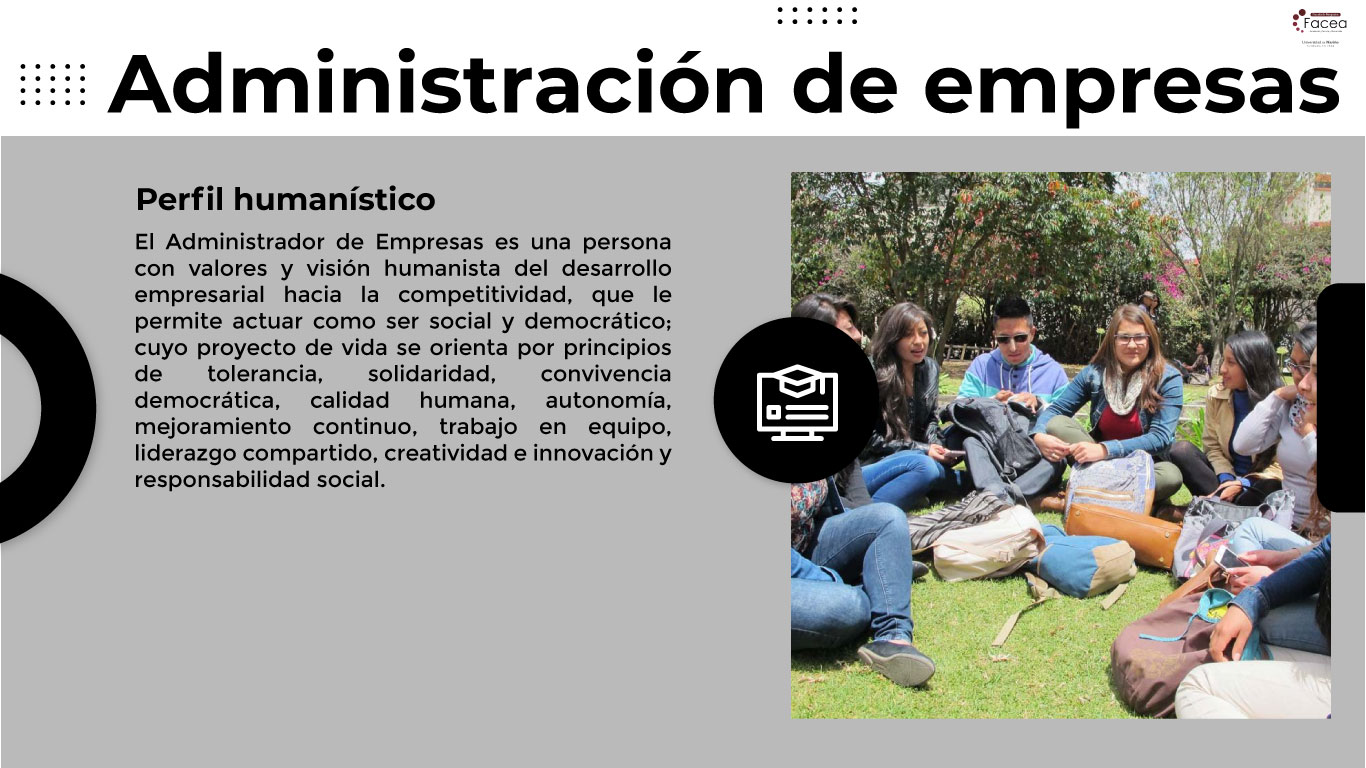 Facea
Universidad de Nariño
Administración de empresas
Perfil humanístico
El Administrador de Empresas es una persona
con valores y visión humanista del desarrollo
empresarial hacia la competitividad, que le
permite actuar como ser social y democrático;
cuyo proyecto de vida se orienta por principios
de tolerancia, solidaridad, convivencia
democrática, calidad humana, autonomía,
mejoramiento continuo, trabajo en equipo,
liderazgo compartido, creatividad e innovación y
responsabilidad social.